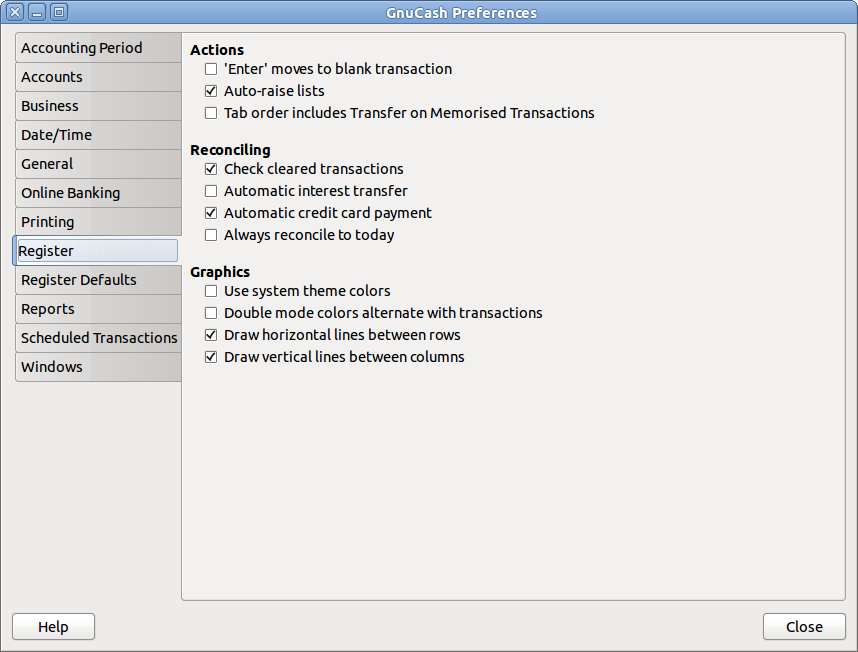 GnuCash Preferences
Accounting Period
Accounts
Business
Date/Time
General
Online Banking
Printing
Register
Register Defaults
Reports
Scheduled Transactions
Windows
Actions
'Enter' moves to blank transaction
Auto-raise lists
Tab order includes Transfer on Memorised Transactions
Reconciling
Check cleared transactions
Automatic interest transfer
Automatic credit card payment
Always reconcile to today
Graphics
Use system theme colors
Double mode colors alternate with transactions
Draw horizontal lines between rows
Draw vertical lines between columns
Help
Close